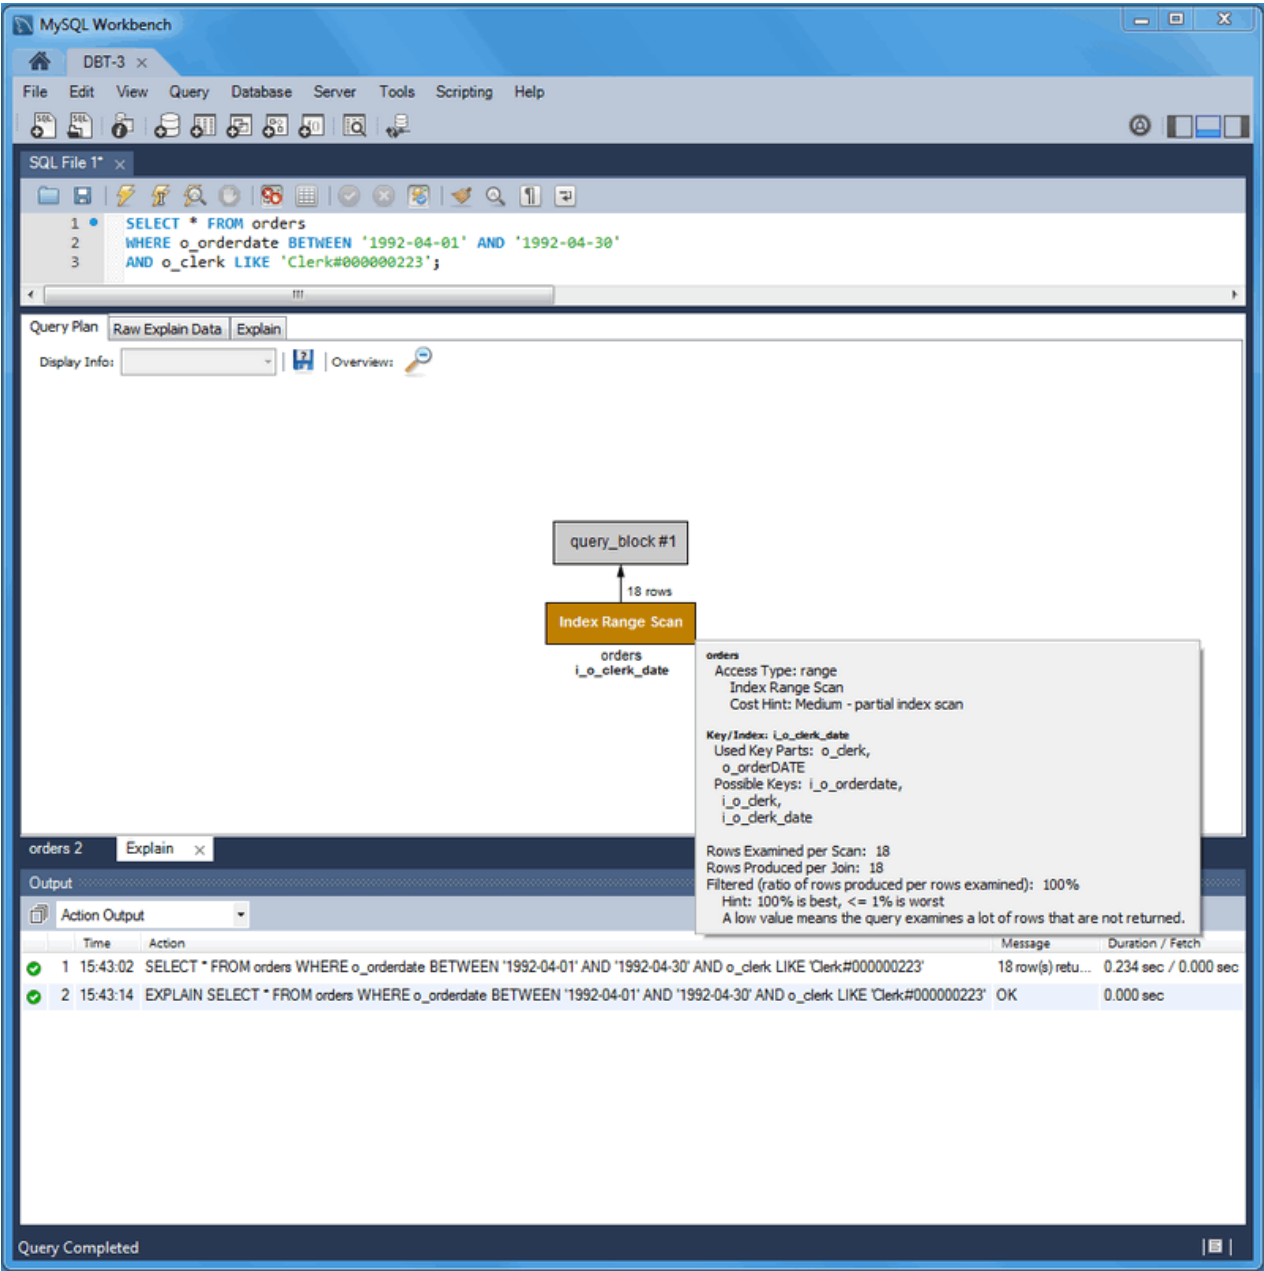 MySQL Workbench
DBT-3
File Edit View Query Database Server Tools Scripting Help
SQL File 1*
1 SELECT * FROM orders
2 WHERE o_orderdate BETWEEN '1992-04-01' AND '1992-04-30'
3 AND o_clerk LIKE 'Clerk#000000223';
Query Plan Raw Explain Data Explain
Display Info: Overview:
query_block #1
18 rows
Index Range Scan
orders
i_o_clerk_date
orders
Access Type: range
Index Range Scan
Cost Hint: Medium - partial index scan
Key/Index: i_o_clerk_date
Used Key Parts: o_clerk,
o_orderDATE
Possible Keys: i_o_orderdate,
i_o_clerk,
i_o_clerk_date
Rows Examined per Scan: 18
Rows Produced per Join: 18
Filtered (ratio of rows produced per rows examined): 100%
Hint: 100% is best, <= 1% is worst
A low value means the query examines a lot of rows that are not returned.
orders 2 Explain
Output
Action Output
Time Action Message Duration / Fetch
1 15:43:02 SELECT * FROM orders WHERE o_orderdate BETWEEN '1992-04-01' AND '1992-04-30' AND o_clerk LIKE 'Clerk#000000223' 18 row(s) retu... 0.234 sec / 0.000 sec
2 15:43:14 EXPLAIN SELECT * FROM orders WHERE o_orderdate BETWEEN '1992-04-01' AND '1992-04-30' AND o_clerk LIKE 'Clerk#000000223' OK 0.000 sec
Query Completed